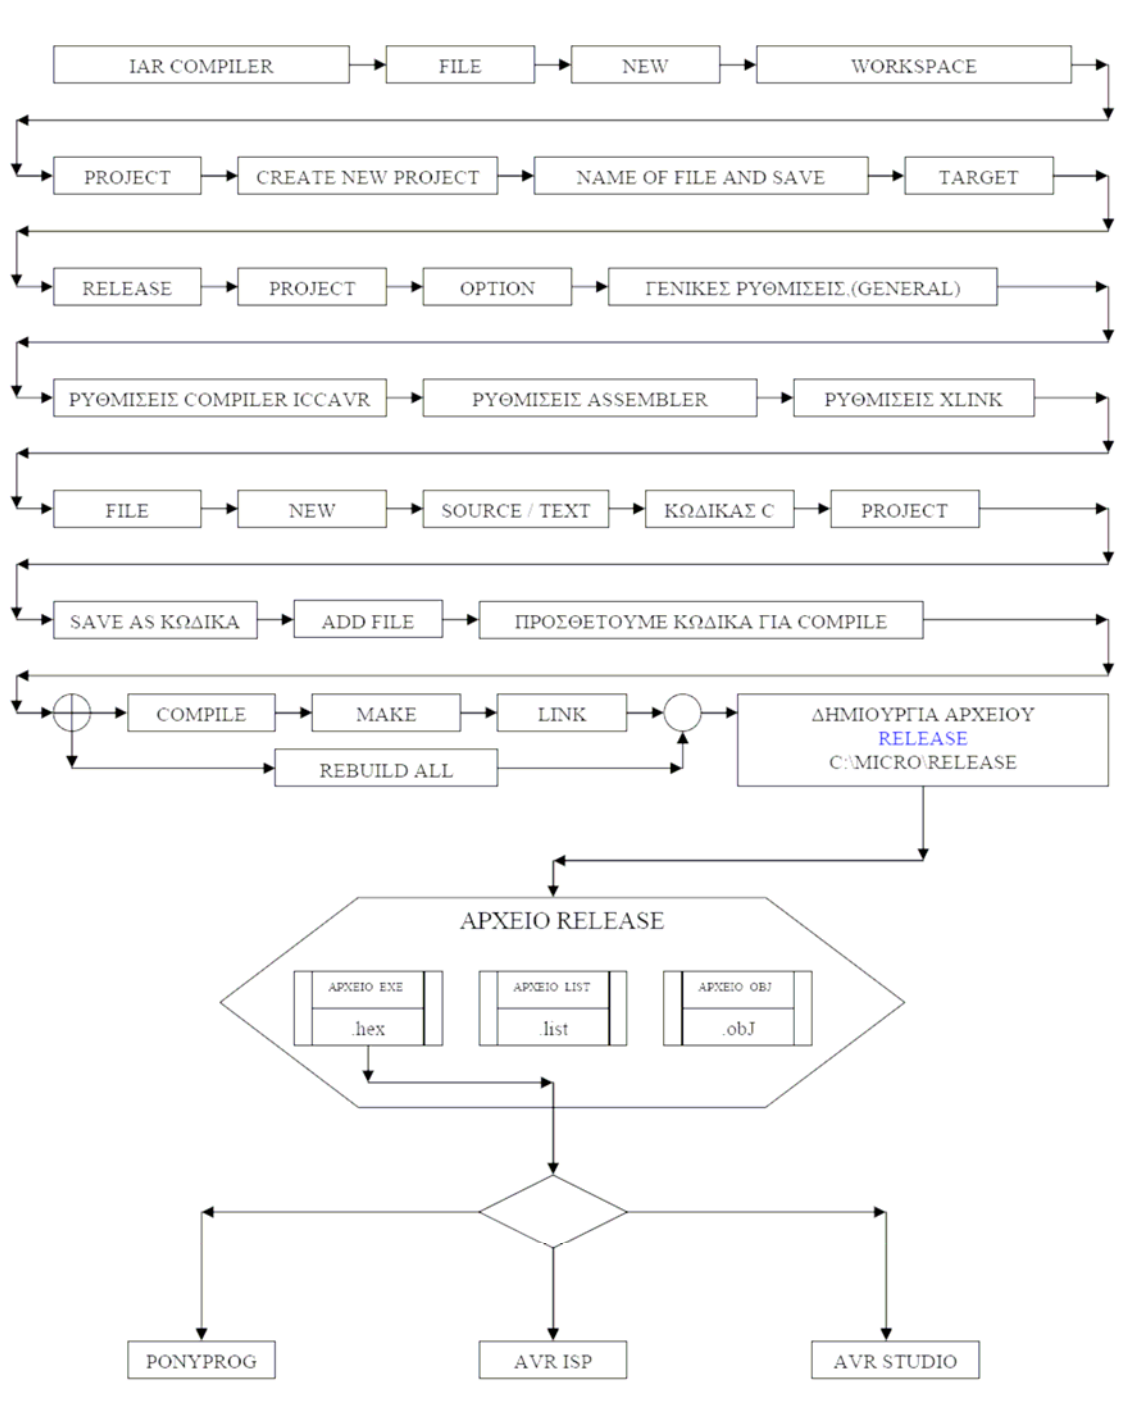 IAR COMPILER
FILE
NEW
WORKSPACE
PROJECT
CREATE NEW PROJECT
NAME OF FILE AND SAVE
TARGET
RELEASE
PROJECT
OPTION
ΓΕΝΙΚΕΣ ΡΥΘΜΙΣΕΙΣ,(GENERAL)
ΡΥΘΜΙΣΕΙΣ COMPILER ICCAVR
ΡΥΘΜΙΣΕΙΣ ASSEMBLER
ΡΥΘΜΙΣΕΙΣ XLINK
FILE
NEW
SOURCE / TEXT
ΚΩΔΙΚΑΣ C
PROJECT
SAVE AS ΚΩΔΙΚΑ
ADD FILE
ΠΡΟΣΘΕΤΟΥΜΕ ΚΩΔΙΚΑ ΓΙΑ COMPILE
COMPILE
MAKE
LINK
REBUILD ALL
ΔΗΜΙΟΥΡΓΙΑ ΑΡΧΕΙΟΥ
RELEASE
C:\MICRO\RELEASE
ΑΡΧΕΙΟ RELEASE
ΑΡΧΕΙΟ EXE
.hex
ΑΡΧΕΙΟ LIST
.list
ΑΡΧΕΙΟ OBJ
.obJ
PONYPROG
AVR ISP
AVR STUDIO